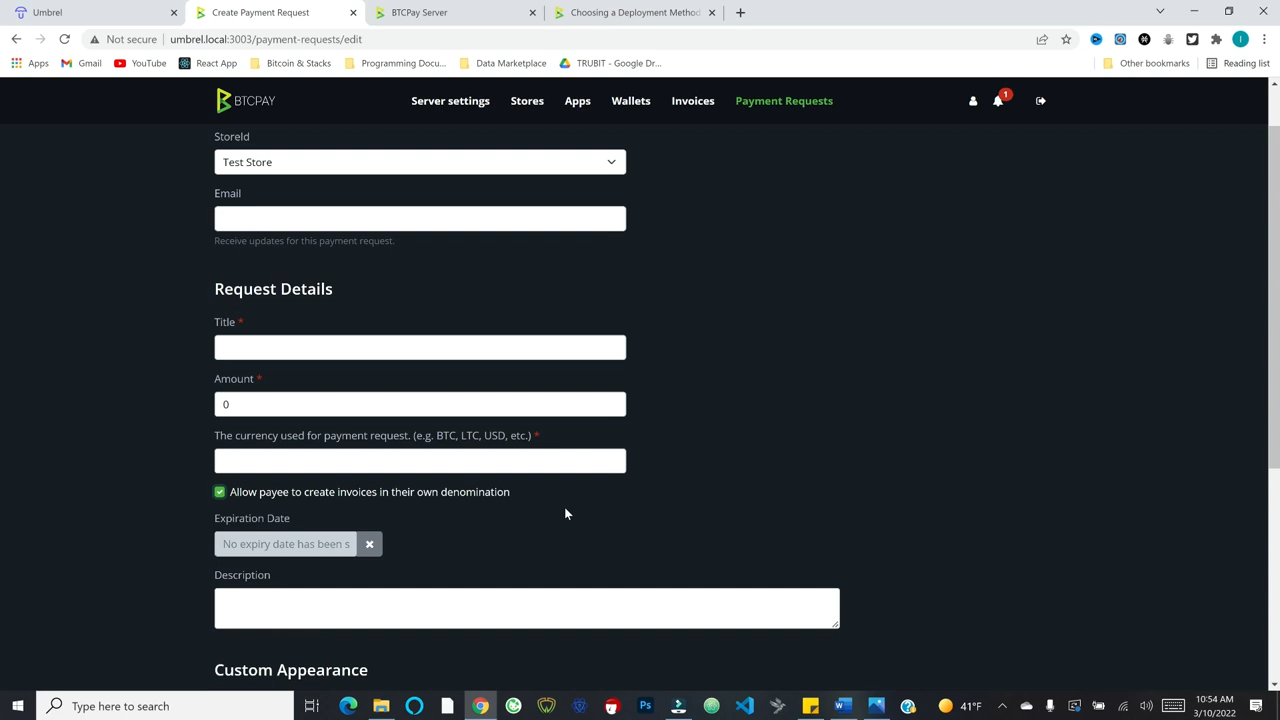 Umbrel
Create Payment Request
BTCPay Server
Choosing a Deployment Method
Not secure
umbrel.local:3003/payment-requests/edit
Apps
Gmail
YouTube
React App
Bitcoin & Stacks
Programming Docu...
Data Marketplace
TRUBIT - Google Dr...
Other bookmarks
Reading list
BTCPAY
Server settings
Stores
Apps
Wallets
Invoices
Payment Requests
1
StoreId
Test Store
Email
Receive updates for this payment request.
Request Details
Title *
Amount *
0
The currency used for payment request. (e.g. BTC, LTC, USD, etc.) *
Allow payee to create invoices in their own denomination
Expiration Date
No expiry date has been s
Description
Custom Appearance
Type here to search
41°F
10:54 AM
3/10/2022